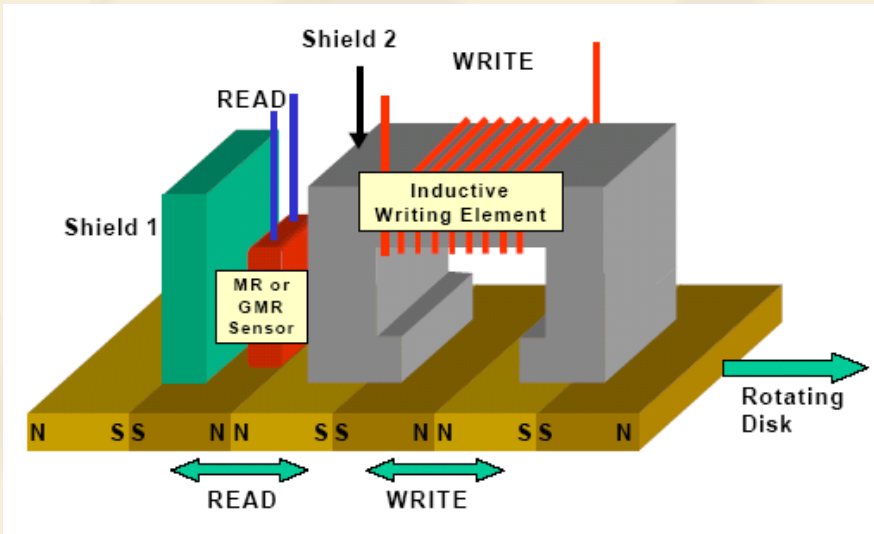 Shield 2
WRITE
READ
Inductive
Writing Element
Shield 1
MR or
GMR
Sensor
Rotating
Disk
N S S N N S S N N S S N
READ WRITE